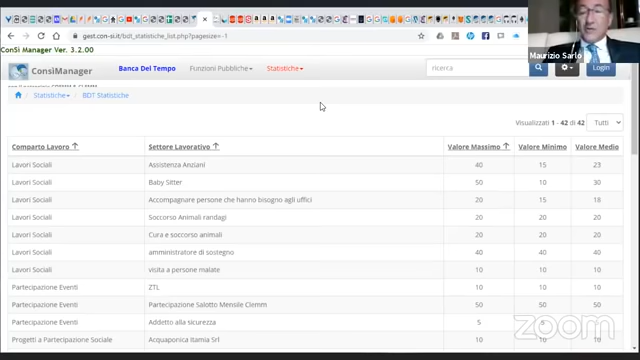 gest.con-si.it/bdt_statistiche_list.php?pagesize=-1
ConSi Manager Ver. 3.2.00
ConsìManager
Banca Del Tempo
Funzioni Pubbliche
Statistiche
ricerca
Login
Maurizio Sarlo
Statistiche / BDT Statistiche
Visualizzati 1 - 42 di 42 Tutti
Comparto Lavoro Settore Lavorativo Valore Massimo Valore Minimo Valore Medio
Lavori Sociali Assistenza Anziani 40 15 23
Lavori Sociali Baby Sitter 50 10 30
Lavori Sociali Accompagnare persone che hanno bisogno agli uffici 20 15 18
Lavori Sociali Soccorso Animali randagi 20 20 20
Lavori Sociali Cura e soccorso animali 20 20 20
Lavori Sociali amministratore di sostegno 40 40 40
Lavori Sociali visita a persone malate 10 10 10
Partecipazione Eventi ZTL 10 10 10
Partecipazione Eventi Partecipazione Salotto Mensile Clemm 50 50 50
Partecipazione Eventi Addetto alla sicurezza 5 5
Progetti a Partecipazione Sociale Acquaponica Itamia Srl 10 10 10
zoom